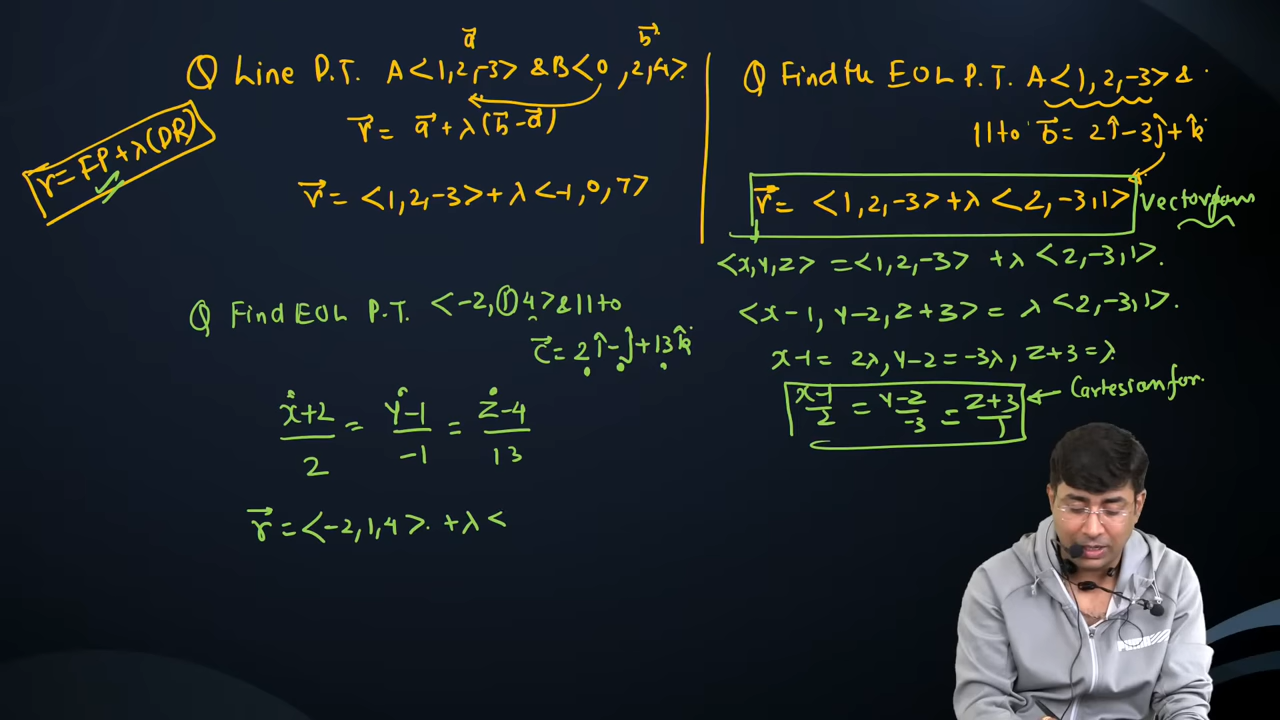 Q Line P.T. A<1,2,-3> & B<0,2,4>.
a⃗ b⃗
r⃗ = a⃗ + λ(b⃗ - a⃗)
r⃗ = FP + λ(DR)
r⃗ = <1,2,-3> + λ<-1,0,7>
Q Find EOL P.T. <-2,1,4> & 11 to
c⃗ = 2î - ĵ + 13k̂
x+2/2 = y-1/-1 = z-4/13
r⃗ = <-2,1,4>. + λ<
Q Find the EOL P.T. A<1,2,-3> &
11 to b⃗ = 2î - 3ĵ + k̂
r⃗ = <1,2,-3> + λ<2,-3,1> Vector form
<x,y,z> = <1,2,-3> + λ<2,-3,1>.
<x-1, y-2, z+3> = λ<2,-3,1>.
x-1 = 2λ, y-2 = -3λ, z+3 = λ
x-1/2 = y-2/-3 = z+3/1 ← Cartesian for.